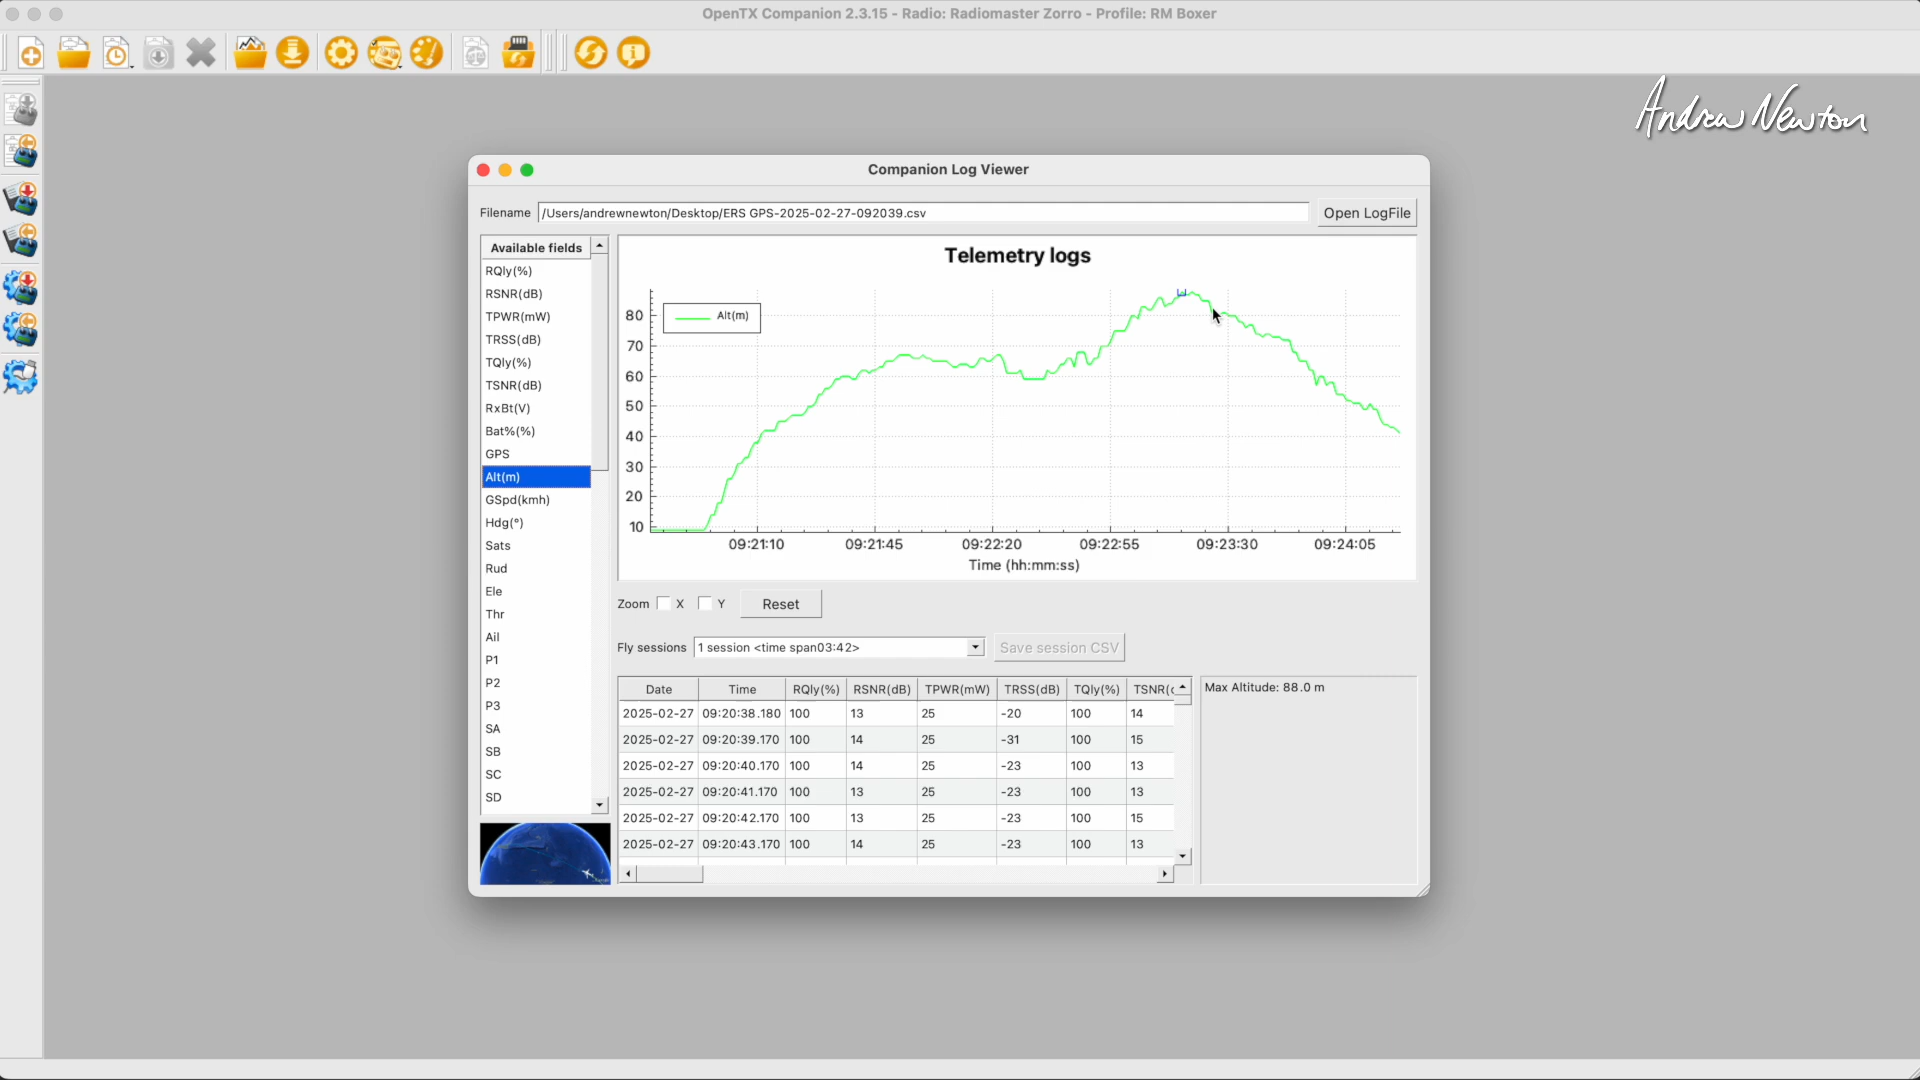 OpenTX Companion 2.3.15 - Radio: Radiomaster Zorro - Profile: RM Boxer
Andrew Newton
Companion Log Viewer
Filename /Users/andrewnewton/Desktop/ERS GPS-2025-02-27-092039.csv Open LogFile
Available fields
RQly(%)
RSNR(dB)
TPWR(mW)
TRSS(dB)
TQly(%)
TSNR(dB)
RxBt(V)
Bat%(%)
GPS
Alt(m)
GSpd(kmh)
Hdg(°)
Sats
Rud
Ele
Thr
Ail
P1
P2
P3
SA
SB
SC
SD
Telemetry logs
Alt(m)
80
70
60
50
40
30
20
10
09:21:10 09:21:45 09:22:20 09:22:55 09:23:30 09:24:05
Time (hh:mm:ss)
Zoom X Y Reset
Fly sessions 1 session <time span03:42> Save session CSV
Date Time RQly(%) RSNR(dB) TPWR(mW) TRSS(dB) TQly(%) TSNR(
2025-02-27 09:20:38.180 100 13 25 -20 100 14
2025-02-27 09:20:39.170 100 14 25 -31 100 15
2025-02-27 09:20:40.170 100 14 25 -23 100 13
2025-02-27 09:20:41.170 100 13 25 -23 100 13
2025-02-27 09:20:42.170 100 13 25 -23 100 15
2025-02-27 09:20:43.170 100 14 25 -23 100 13
Max Altitude: 88.0 m